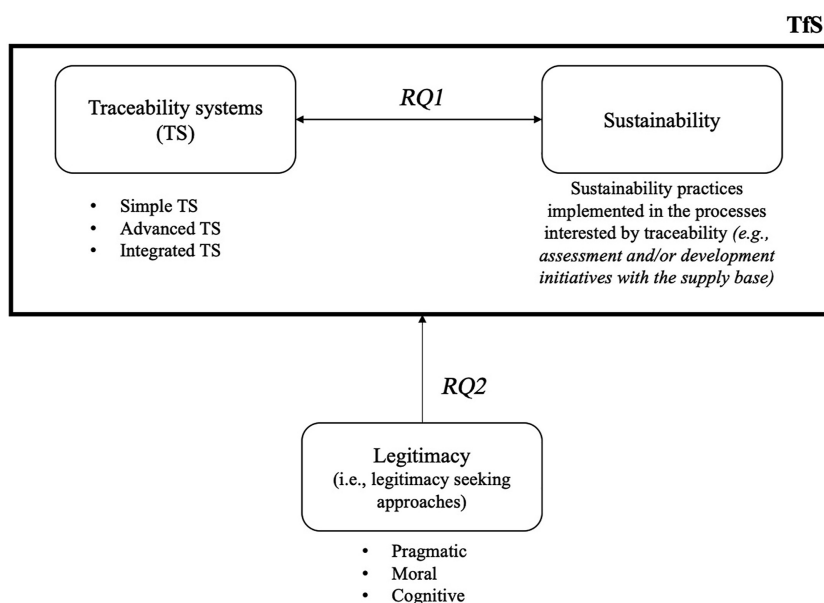 TfS
Traceability systems
(TS)
RQ1
Sustainability
• Simple TS
• Advanced TS
• Integrated TS
Sustainability practices
implemented in the processes
interested by traceability (e.g.,
assessment and/or development
initiatives with the supply base)
RQ2
Legitimacy
(i.e., legitimacy seeking
approaches)
• Pragmatic
• Moral
• Cognitive